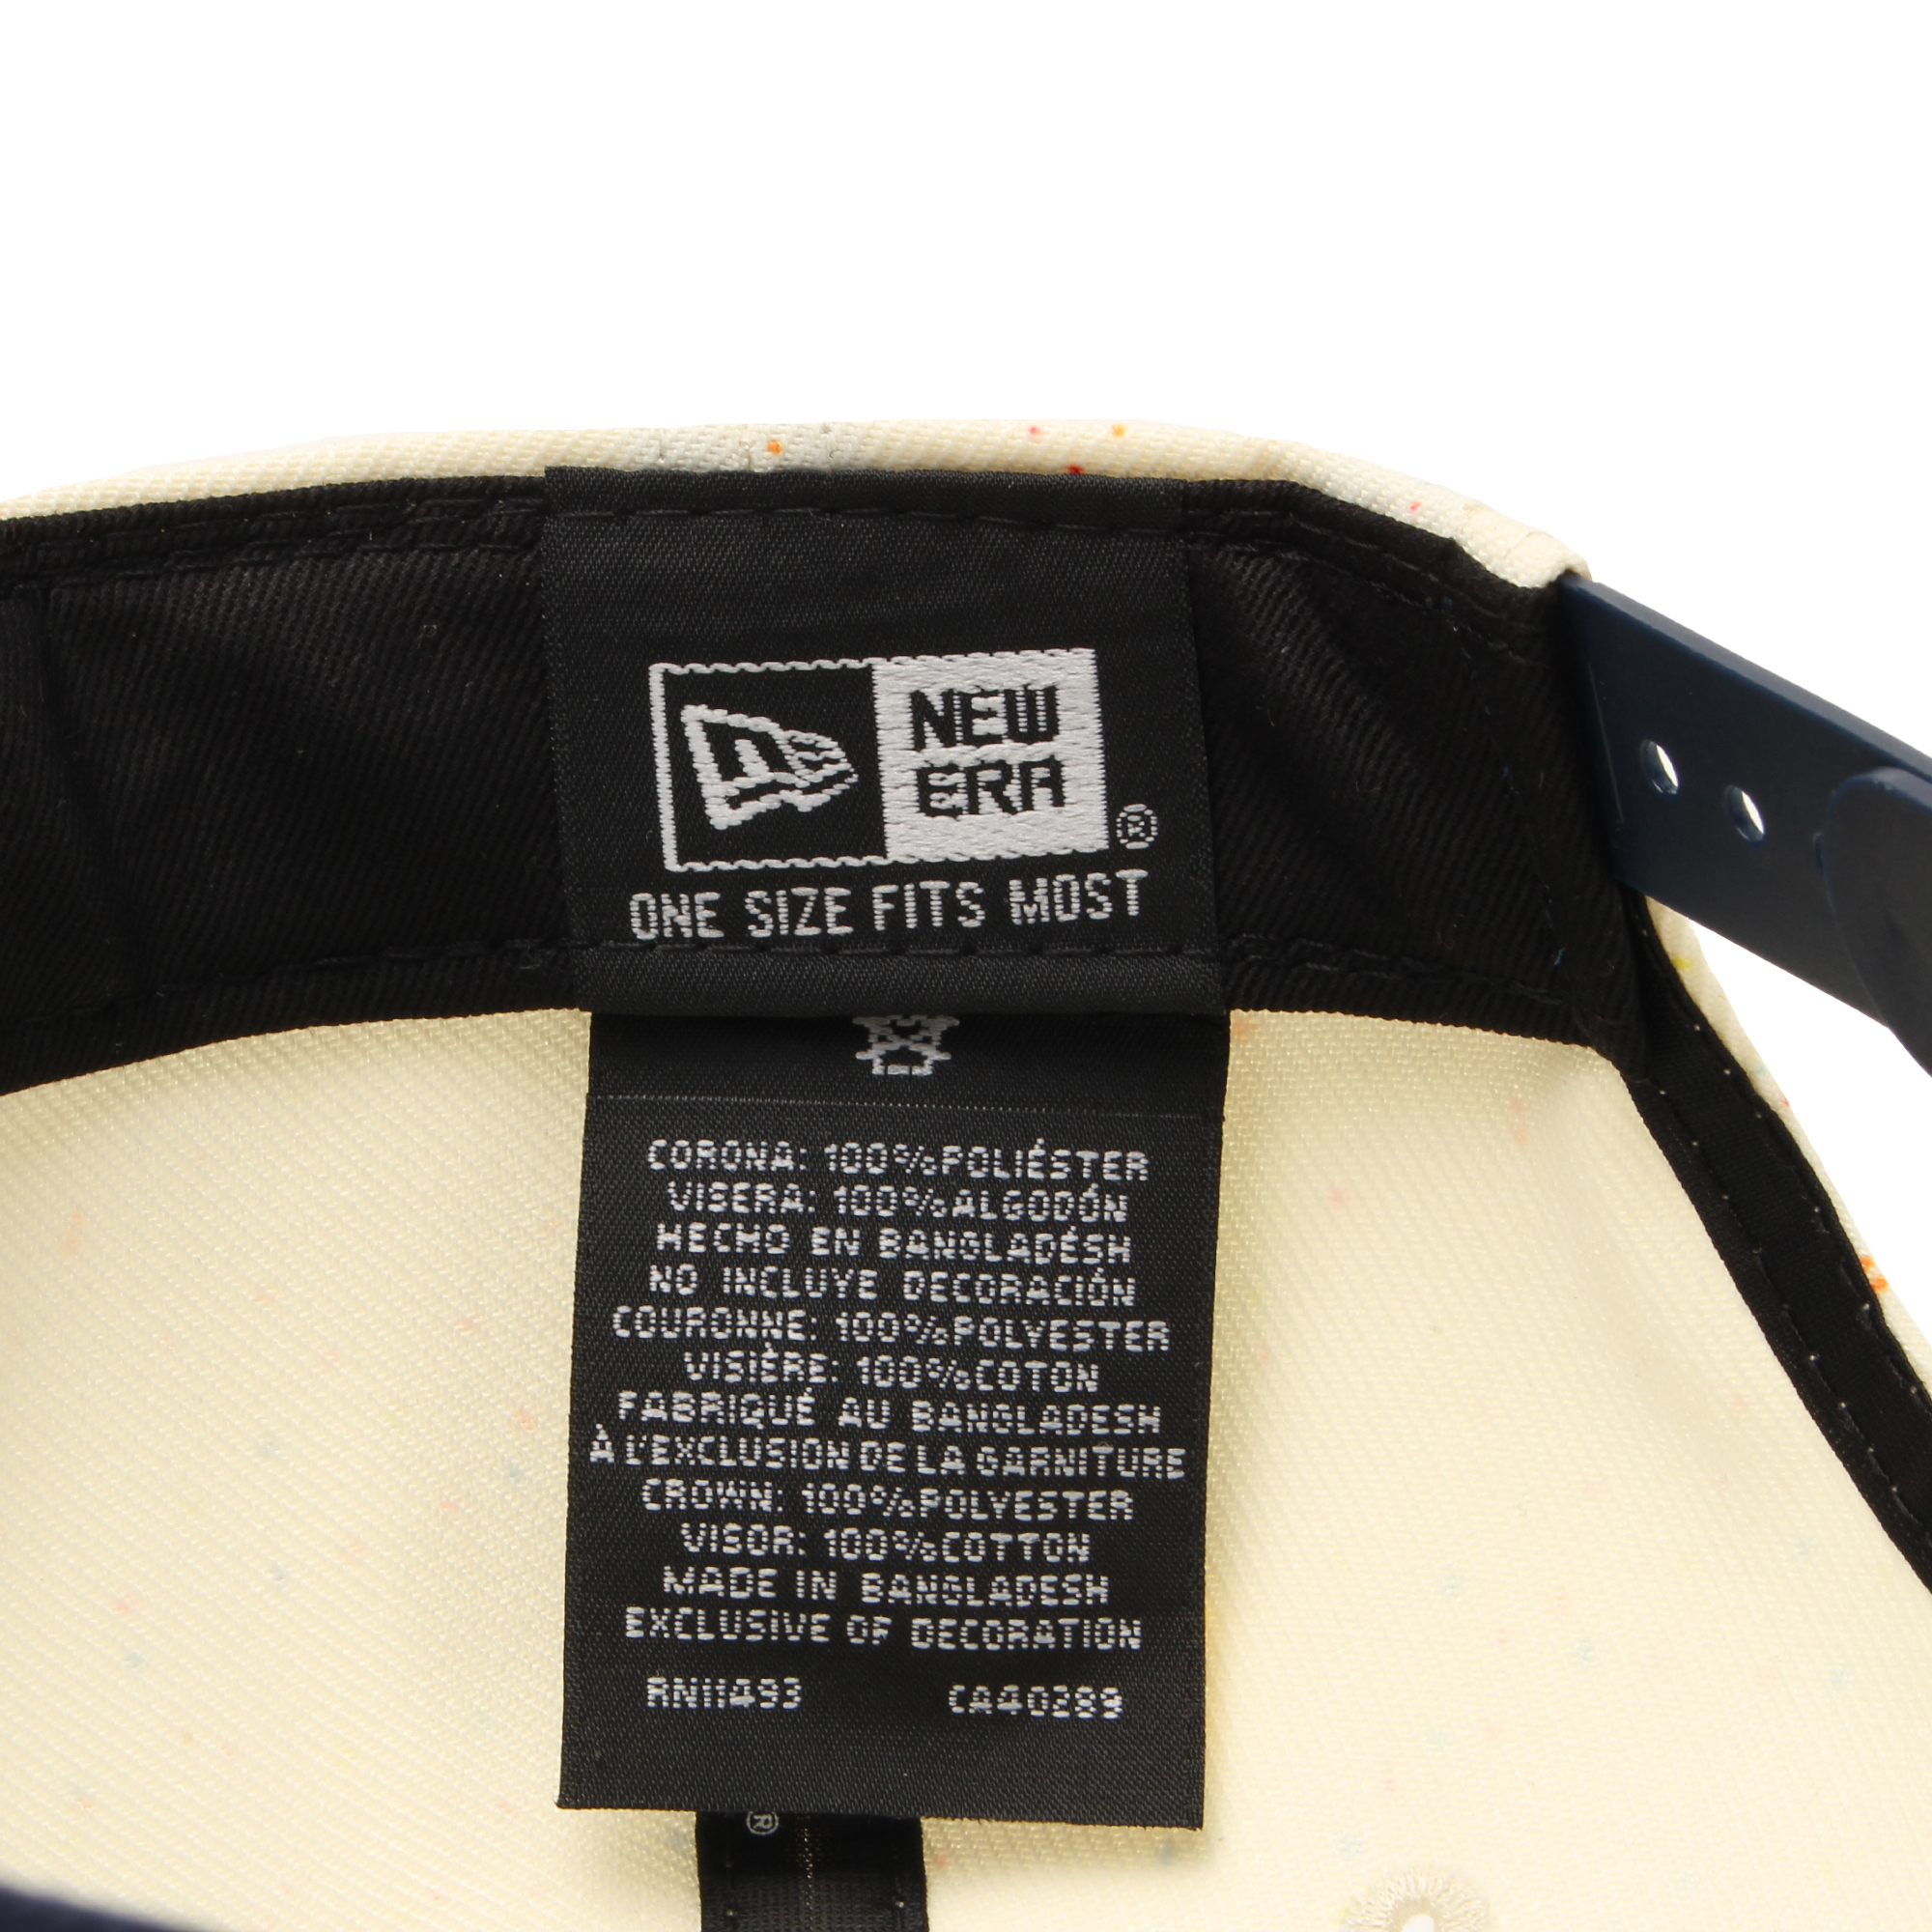 NEW
ERA
®
ONE SIZE FITS MOST
CORONA: 100%POLIÉSTER
VISERA: 100%ALGODÓN
HECHO EN BANGLADÉSH
NO INCLUYE DECORACIÓN
COURONNE: 100%POLYESTER
VISIÈRE: 100%COTON
FABRIQUÉ AU BANGLADESH
À L'EXCLUSION DE LA GARNITURE
CROWN: 100%POLYESTER
VISOR: 100%COTTON
MADE IN BANGLADESH
EXCLUSIVE OF DECORATION
RN11493 CA40289
®